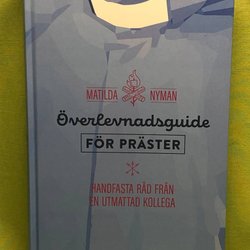 MATILDA NYMAN
Överlevnadsguide
FÖR PRÄSTER
HANDFASTA RÅD FRÅN
EN UTMATTAD KOLLEGA